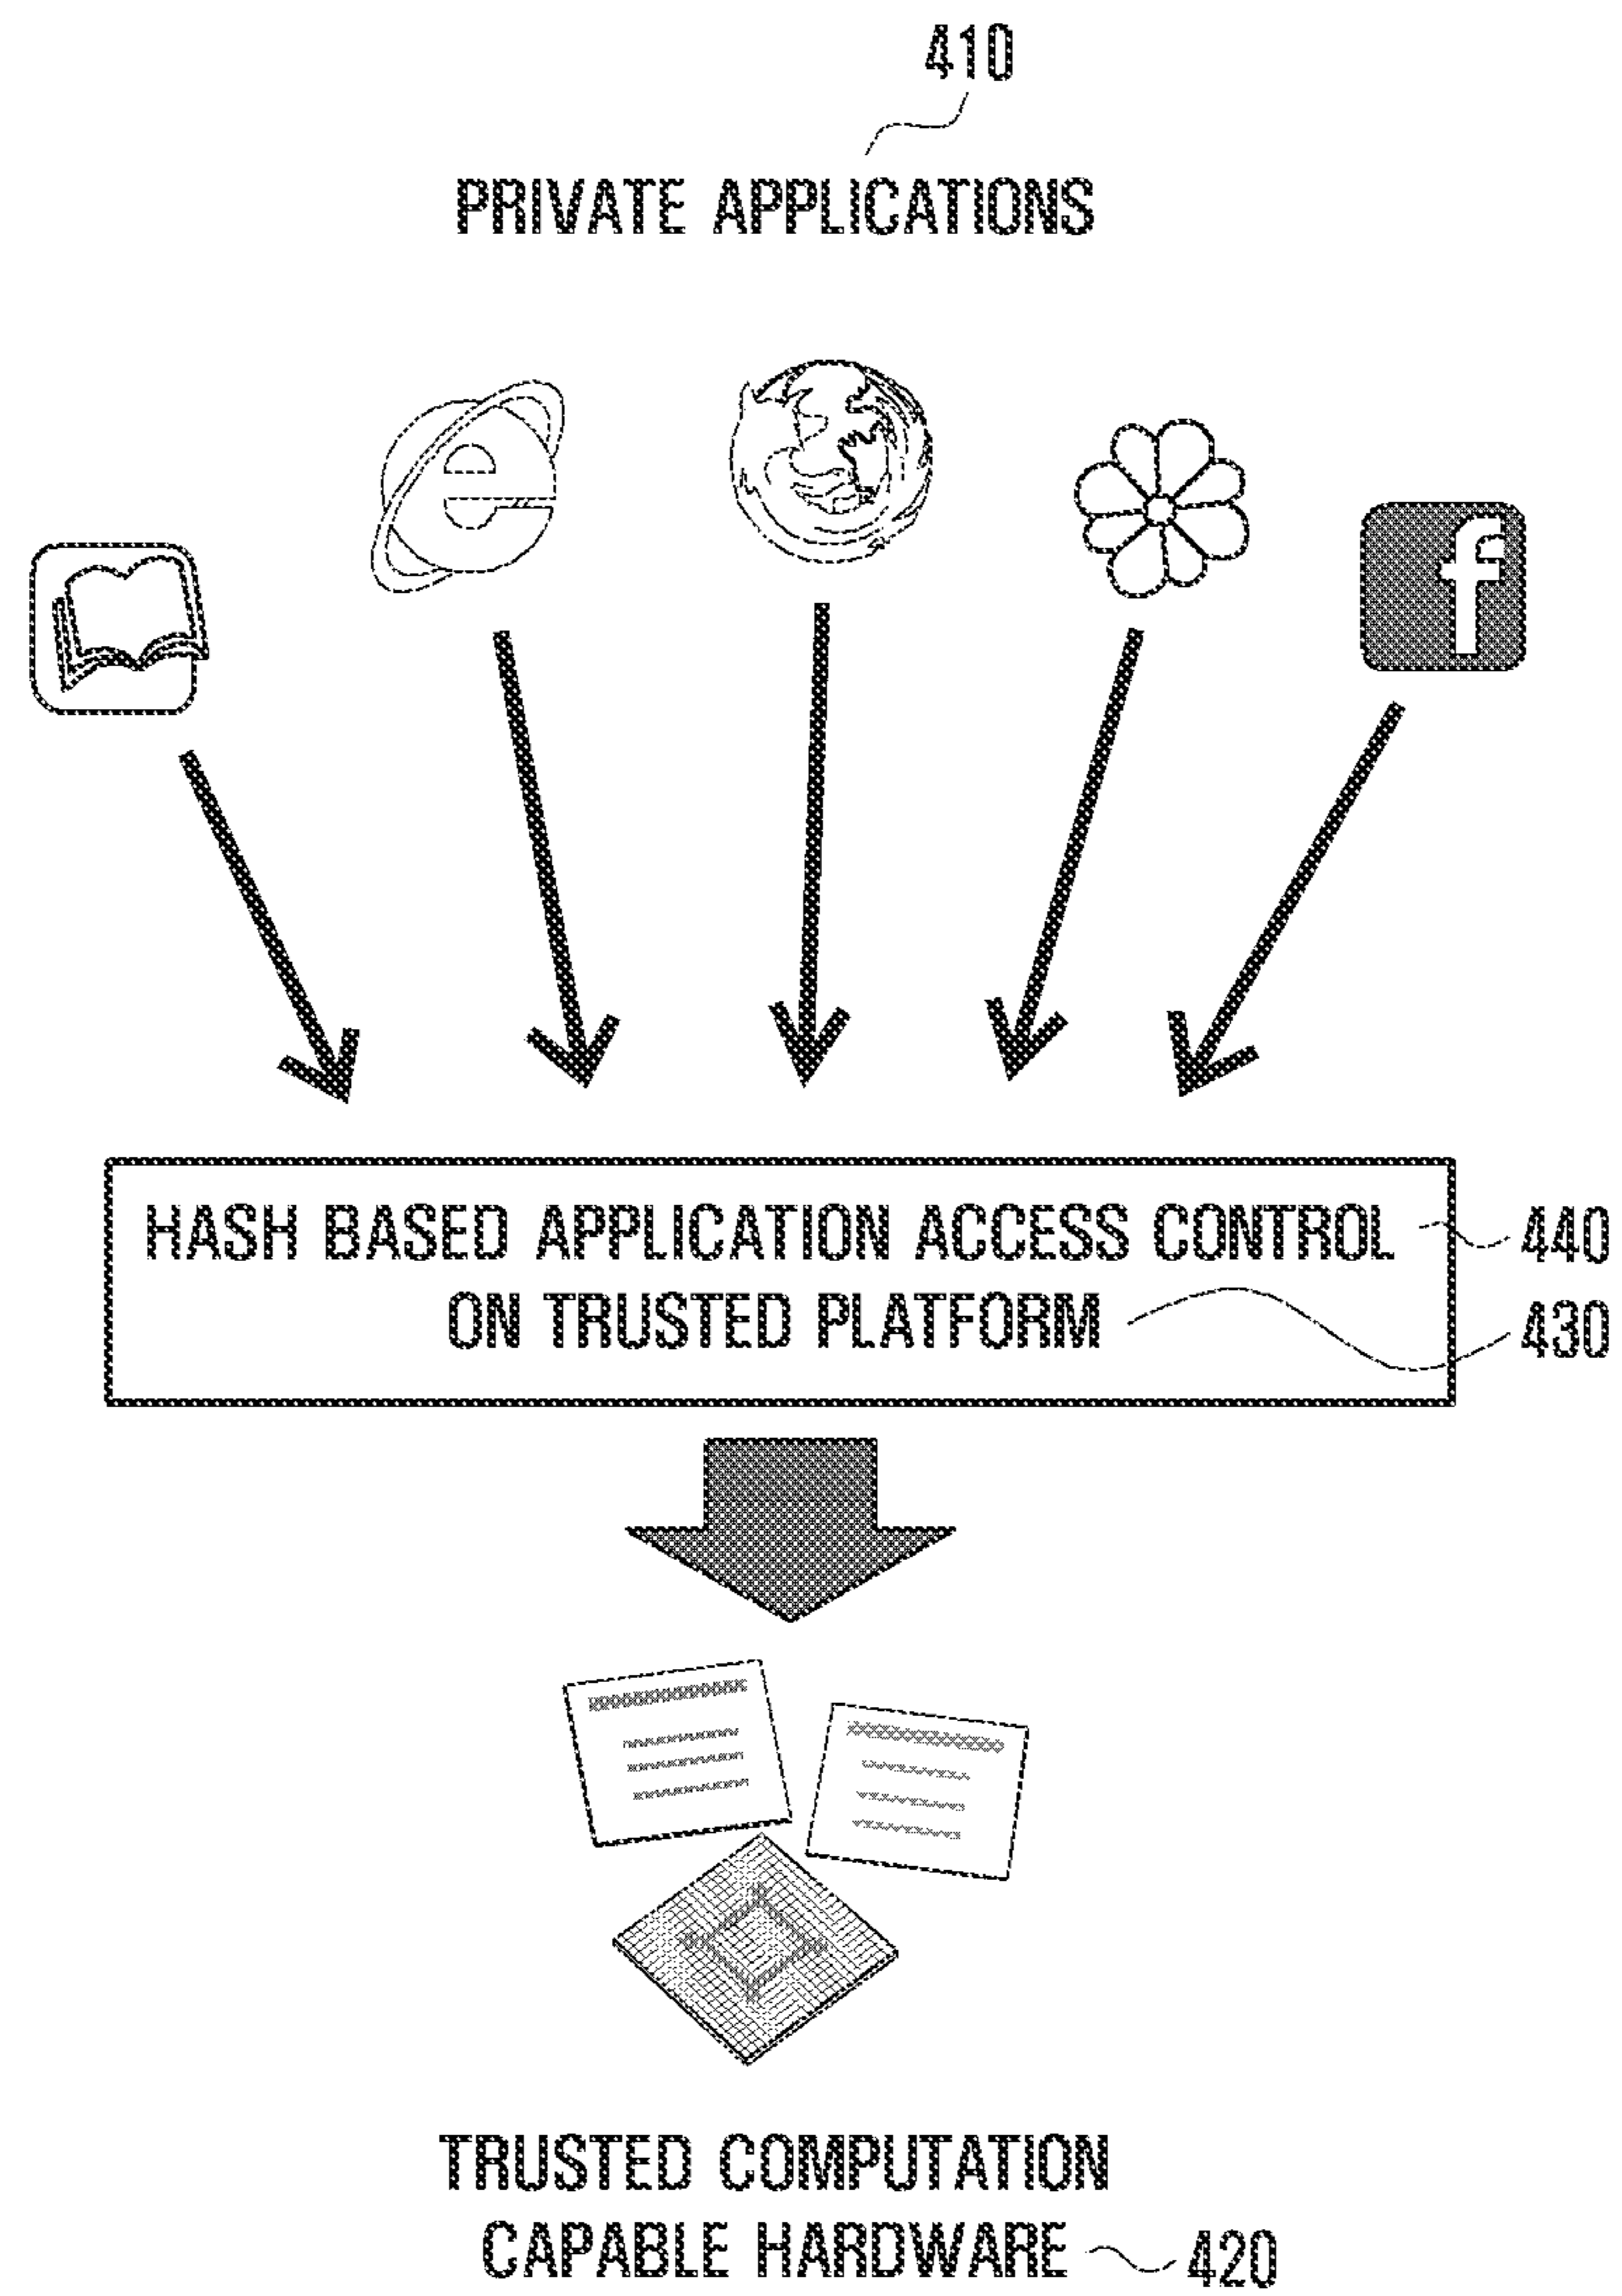 410
PRIVATE APPLICATIONS
e
f
HASH BASED APPLICATION ACCESS CONTROL 440
ON TRUSTED PLATFORM 430
TRUSTED COMPUTATION
CAPABLE HARDWARE 420